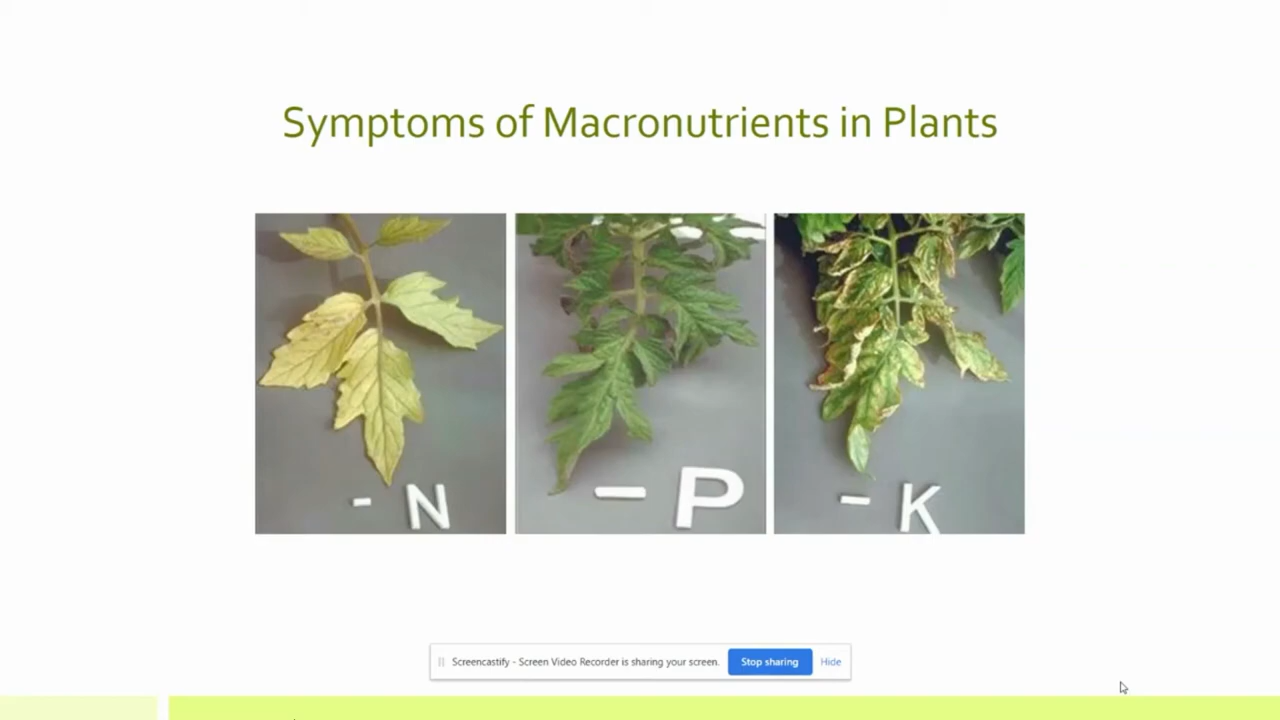 Symptoms of Macronutrients in Plants
- N
- P
- K
Screencastify - Screen Video Recorder is sharing your screen.
Stop sharing
Hide